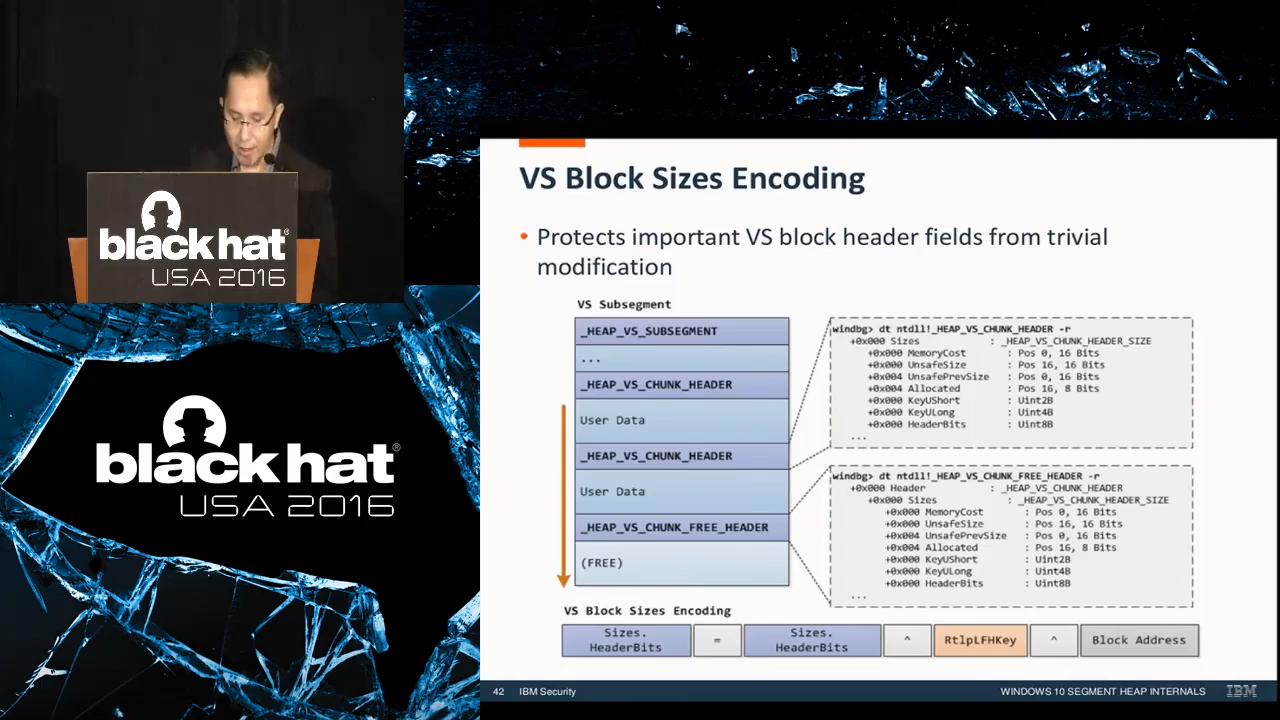 black hat®
USA 2016
black hat®
USA 2016
VS Block Sizes Encoding
• Protects important VS block header fields from trivial
modification
VS Subsegment
_HEAP_VS_SUBSEGMENT
...
_HEAP_VS_CHUNK_HEADER
User Data
_HEAP_VS_CHUNK_HEADER
User Data
_HEAP_VS_CHUNK_FREE_HEADER
(FREE)
windbg> dt ntdll!_HEAP_VS_CHUNK_HEADER -r
+0x000 Sizes : _HEAP_VS_CHUNK_HEADER_SIZE
+0x000 MemoryCost : Pos 0, 16 Bits
+0x000 UnsafeSize : Pos 16, 16 Bits
+0x004 UnsafePrevSize : Pos 0, 16 Bits
+0x004 Allocated : Pos 16, 8 Bits
+0x000 KeyUShort : Uint2B
+0x000 KeyULong : Uint4B
+0x000 HeaderBits : Uint8B
...
windbg> dt ntdll!_HEAP_VS_CHUNK_FREE_HEADER -r
+0x000 Header : _HEAP_VS_CHUNK_HEADER
+0x000 Sizes : _HEAP_VS_CHUNK_HEADER_SIZE
+0x000 MemoryCost : Pos 0, 16 Bits
+0x000 UnsafeSize : Pos 16, 16 Bits
+0x004 UnsafePrevSize : Pos 0, 16 Bits
+0x004 Allocated : Pos 16, 8 Bits
+0x000 KeyUShort : Uint2B
+0x000 KeyULong : Uint4B
+0x000 HeaderBits : Uint8B
...
VS Block Sizes Encoding
Sizes.
HeaderBits
=
Sizes.
HeaderBits
^
RtlpLFHKey
^
Block Address
42 IBM Security WINDOWS 10 SEGMENT HEAP INTERNALS IBM